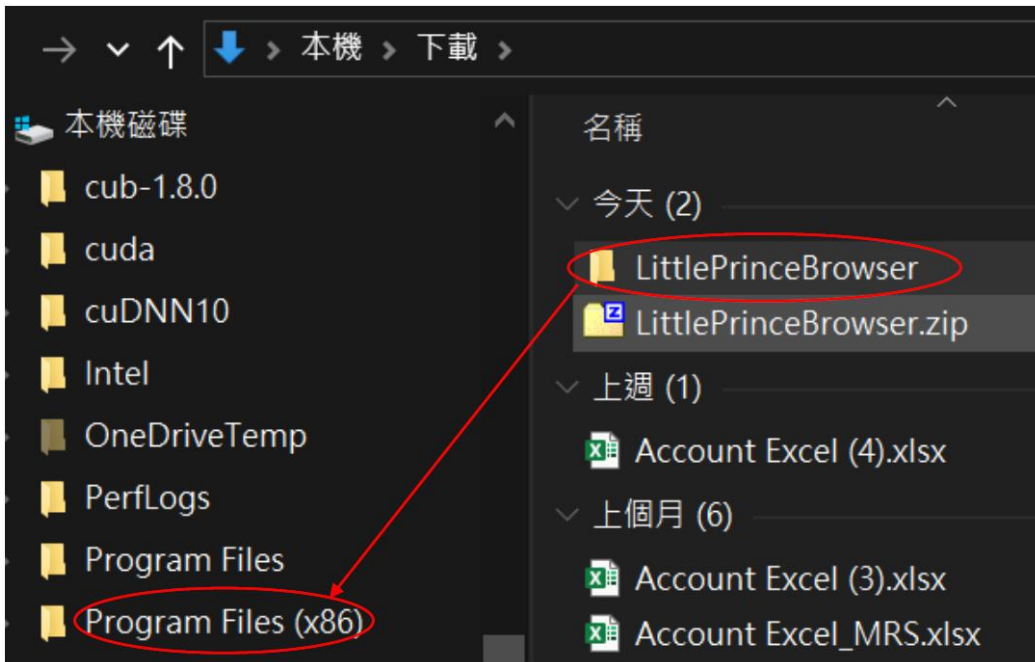 本機 下載
本機磁碟
cub-1.8.0
cuda
cuDNN10
Intel
OneDriveTemp
PerfLogs
Program Files
Program Files (x86)
名稱
今天 (2)
LittlePrinceBrowser
Z LittlePrinceBrowser.zip
上週 (1)
Account Excel (4).xlsx
上個月 (6)
Account Excel (3).xlsx
Account Excel_MRS.xlsx